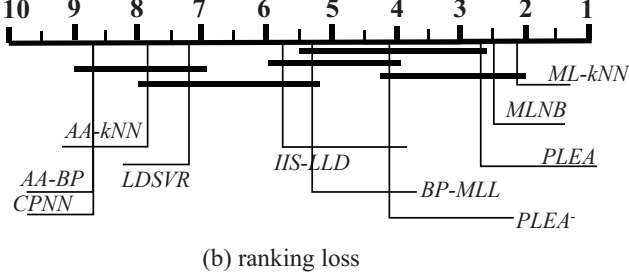 10 9 8 7 6 5 4 3 2 1
ML-kNN
MLNB
AA-kNN
IIS-LLD
PLEA
LDSVR
AA-BP
BP-MLL
CPNN
PLEA-
(b) ranking loss